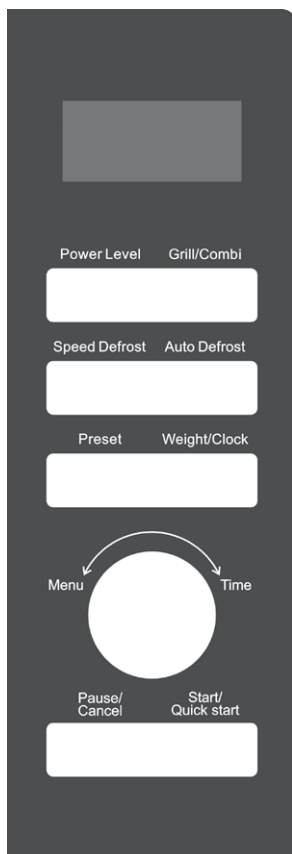 Power Level Grill/Combi
Speed Defrost Auto Defrost
Preset Weight/Clock
Menu Time
Pause/ Start/
Cancel Quick start